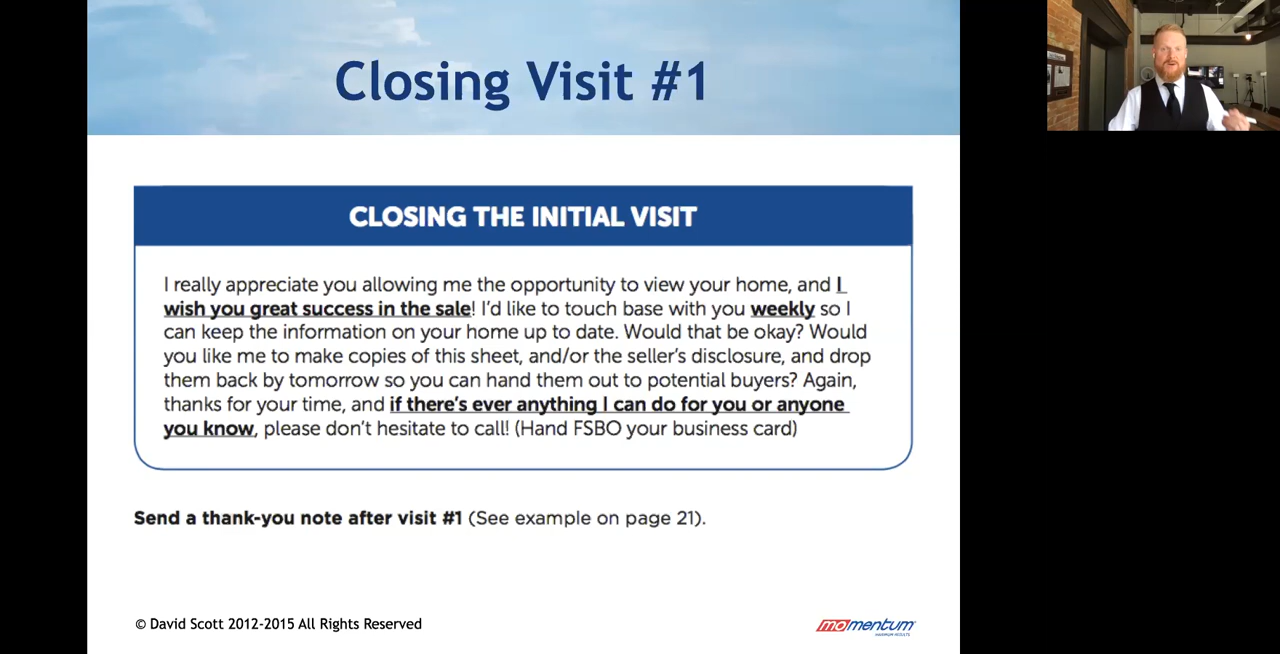 Closing Visit #1
CLOSING THE INITIAL VISIT
I really appreciate you allowing me the opportunity to view your home, and I
wish you great success in the sale! I'd like to touch base with you weekly so I
can keep the information on your home up to date. Would that be okay? Would
you like me to make copies of this sheet, and/or the seller's disclosure, and drop
them back by tomorrow so you can hand them out to potential buyers? Again,
thanks for your time, and if there's ever anything I can do for you or anyone
you know, please don't hesitate to call! (Hand FSBO your business card)
Send a thank-you note after visit #1 (See example on page 21).
© David Scott 2012-2015 All Rights Reserved
momentum
MAXIMUM RESULTS